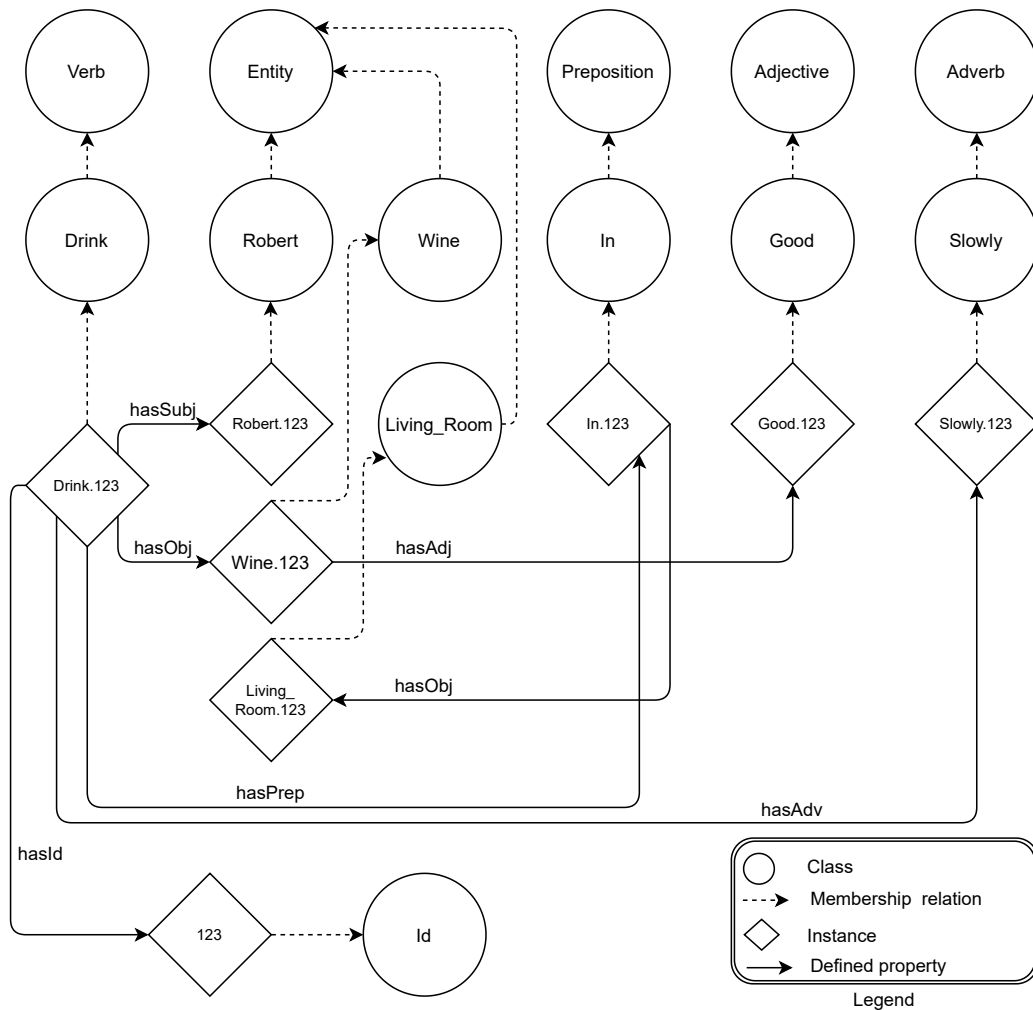 Verb
Entity
Preposition
Adjective
Adverb
Drink
Robert
Wine
In
Good
Slowly
hasSubj
Robert.123
Living_Room
In.123
Good.123
Slowly.123
Drink.123
hasObj
Wine.123
hasAdj
Living_
Room.123
hasObj
hasPrep
hasAdv
hasId
123
Id
Class
Membership relation
Instance
Defined property
Legend